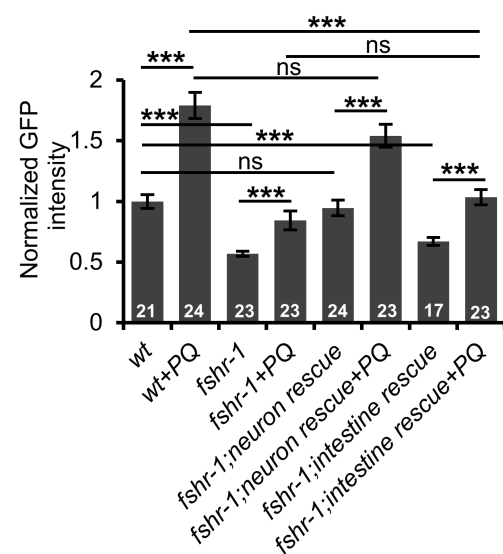 ***
ns
***
ns
***
***
***
ns
***
***
Normalized GFP
intensity
2
1.5
1
0.5
0
21
24
23
23
24
23
17
23
wt
wt+PQ
fshr-1
fshr-1+PQ
fshr-1;neuron rescue
fshr-1;neuron rescue+PQ
fshr-1;intestine rescue
fshr-1;intestine rescue+PQ